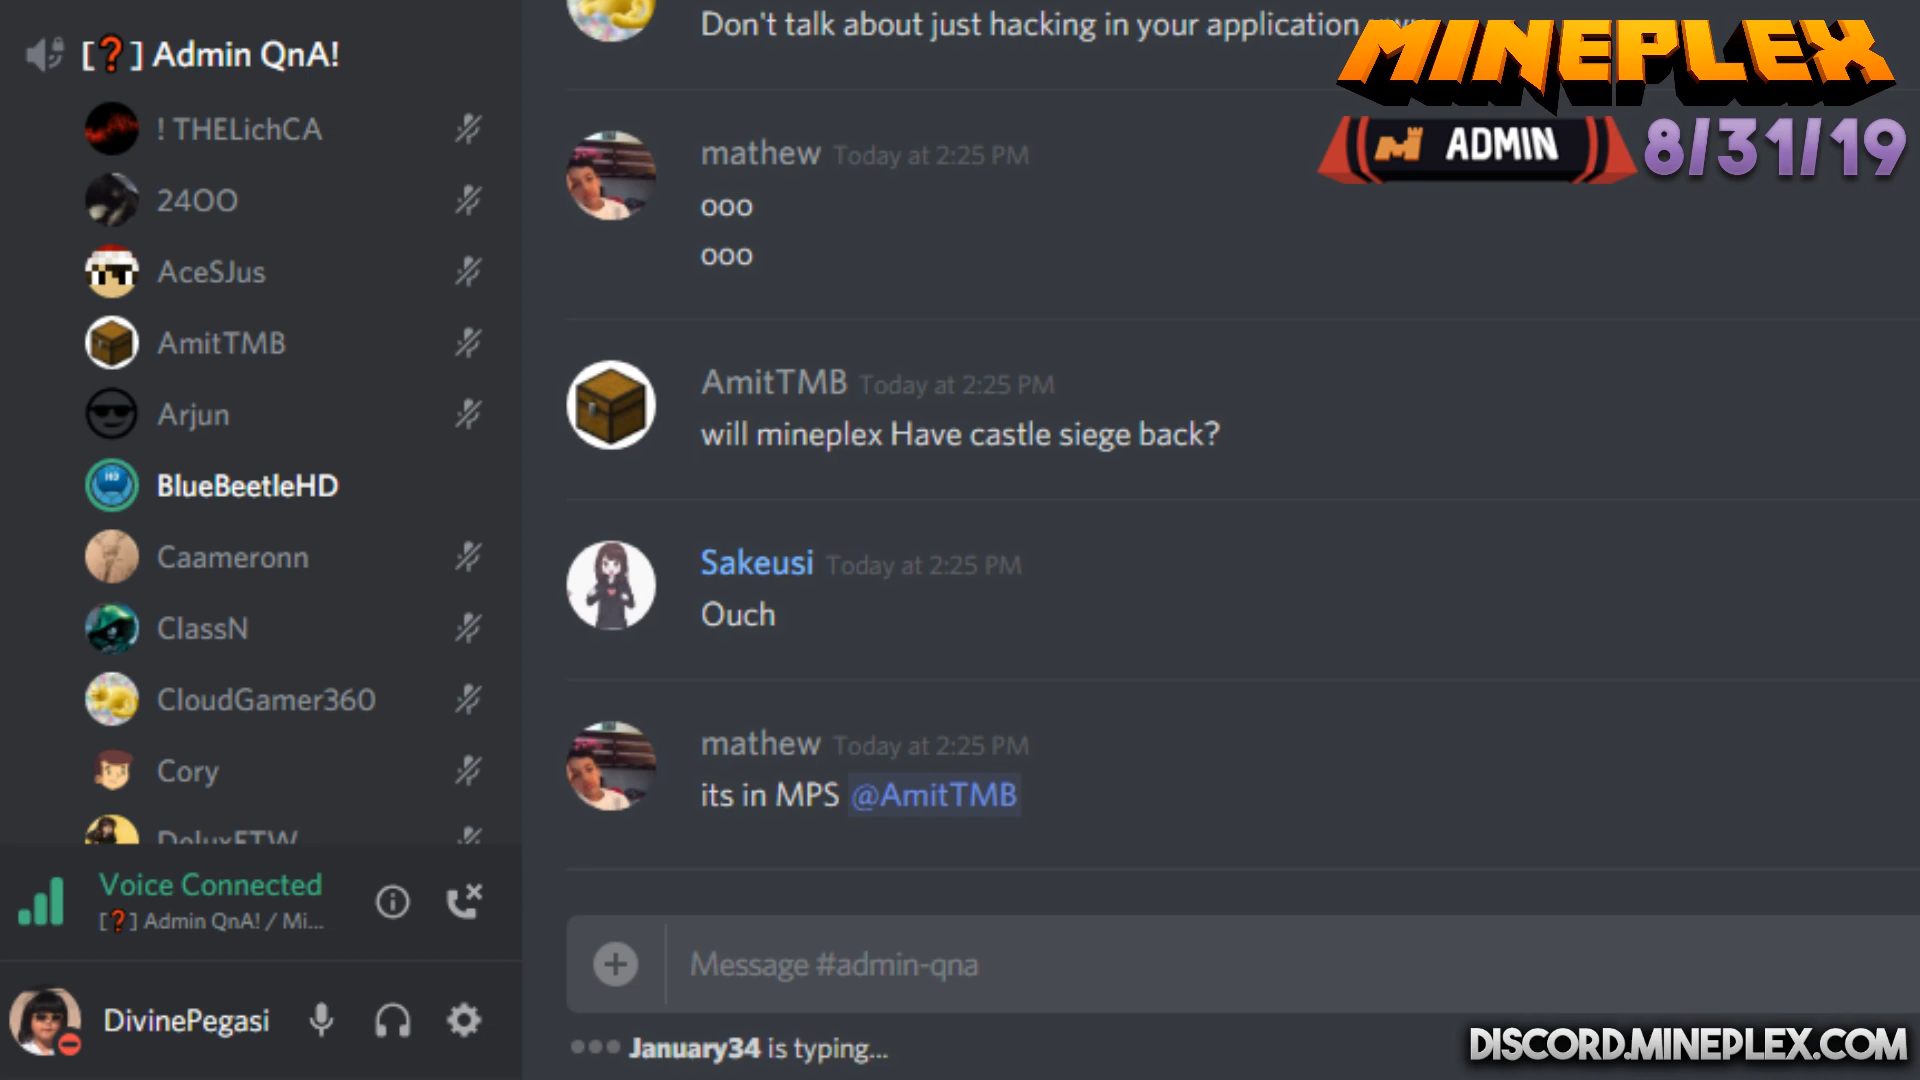 [❓] Admin QnA!
! THELichCA
24OO
AceSJus
AmitTMB
Arjun
BlueBeetleHD
HD
Caameronn
ClassN
CloudGamer360
Cory
DeluxFTW
Voice Connected
[❓] Admin QnA! / Mi...
DivinePegasi
Don't talk about just hacking in your application
mathew Today at 2:25 PM
ooo
ooo
AmitTMB Today at 2:25 PM
will mineplex Have castle siege back?
Sakeusi Today at 2:25 PM
Ouch
mathew Today at 2:25 PM
its in MPS @AmitTMB
Message #admin-qna
January34 is typing...
MINEPLEX
ADMIN 8/31/19
DISCORD.MINEPLEX.COM